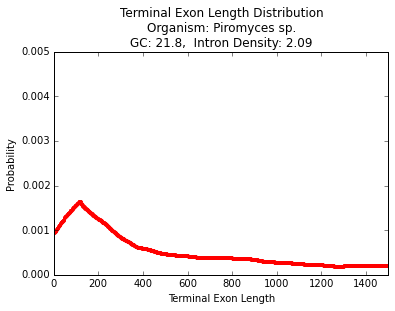 Terminal Exon Length Distribution
Organism: Piromyces sp.
GC: 21.8,  Intron Density: 2.09
0.005
0.004
0.003
0.002
0.001
0.000
Probability
0 200 400 600 800 1000 1200 1400
Terminal Exon Length